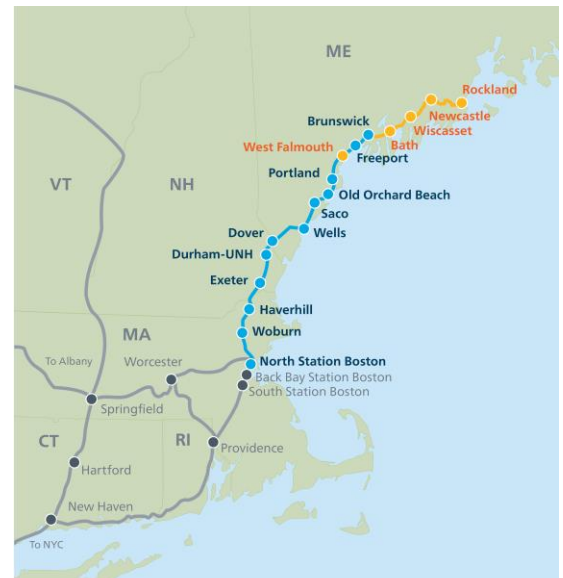 ME
Rockland
Brunswick
Newcastle
Wiscasset
West Falmouth
Bath
Freeport
Portland
VT
NH
Old Orchard Beach
Saco
Dover
Wells
Durham-UNH
Exeter
Haverhill
MA
Woburn
To Albany
Worcester
North Station Boston
Back Bay Station Boston
South Station Boston
Springfield
CT
RI
Providence
Hartford
New Haven
To NYC